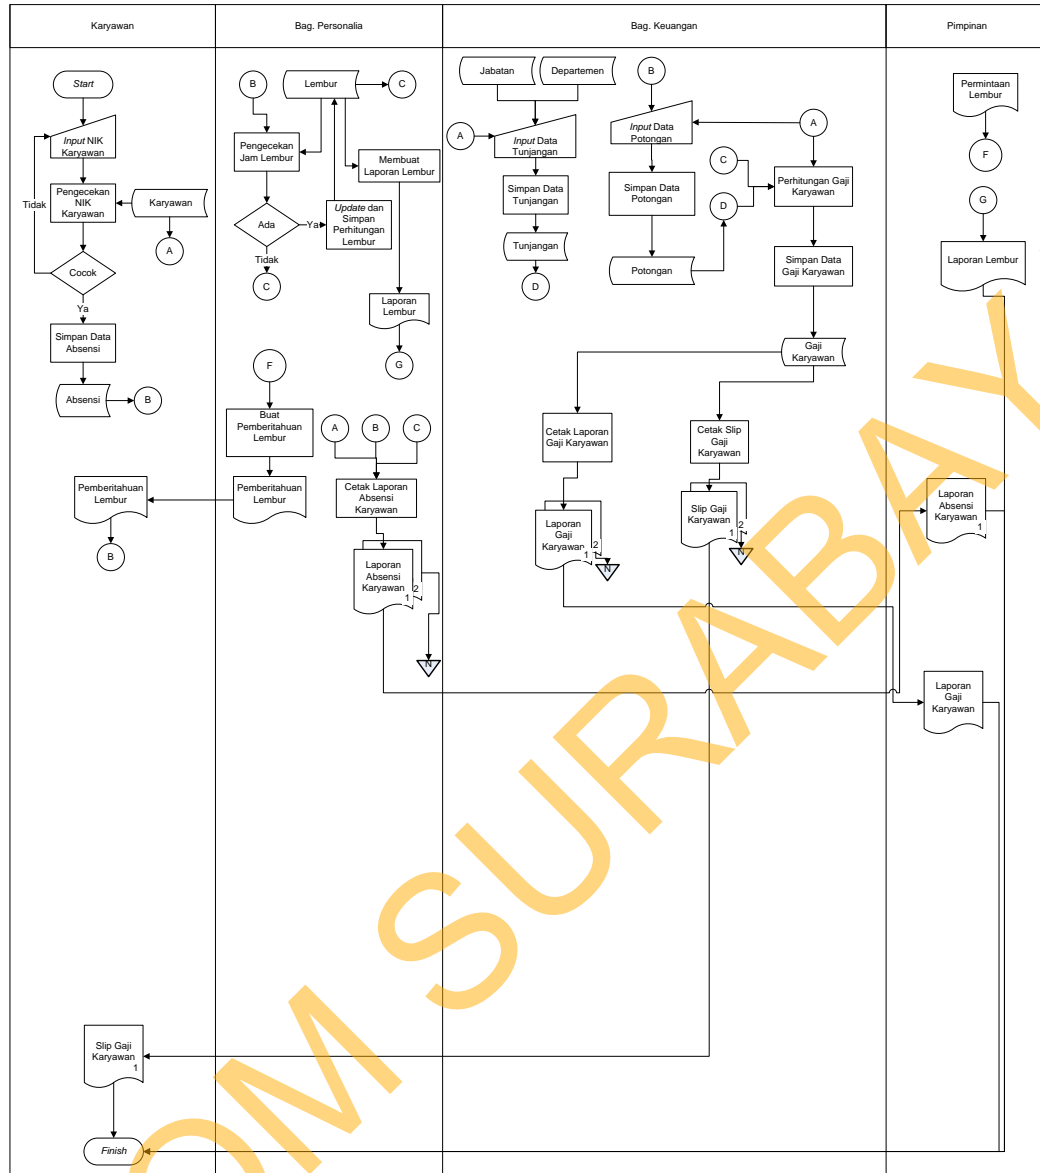 Karyawan
Bag. Personalia
Bag. Keuangan
Pimpinan
Start
Input NIK
Karyawan
Tidak
Pengecekan
NIK
Karyawan
Karyawan
A
Cocok
Ya
Simpan Data
Absensi
Absensi
B
Pemberitahuan
Lembur
B
Slip Gaji
Karyawan
1
Finish
B
Lembur
C
Pengecekan
Jam Lembur
Membuat
Laporan Lembur
Ada
Ya
Update dan
Simpan
Perhitungan
Lembur
Tidak
C
Laporan
Lembur
G
F
Buat
Pemberitahuan
Lembur
Pemberitahuan
Lembur
A
B
C
Cetak Laporan
Absensi
Karyawan
Laporan
Absensi
Karyawan
1
2
N
Jabatan
Departemen
A
Input Data
Tunjangan
Simpan Data
Tunjangan
Tunjangan
D
B
Input Data
Potongan
Simpan Data
Potongan
Potongan
A
C
D
Perhitungan Gaji
Karyawan
Simpan Data
Gaji Karyawan
Gaji
Karyawan
Cetak Laporan
Gaji Karyawan
Laporan
Gaji
Karyawan
1
2
N
Cetak Slip
Gaji
Karyawan
Slip Gaji
Karyawan
1
2
N
Permintaan
Lembur
F
G
Laporan Lembur
Laporan
Absensi
Karyawan
1
Laporan
Gaji
Karyawan
OM SURABAY